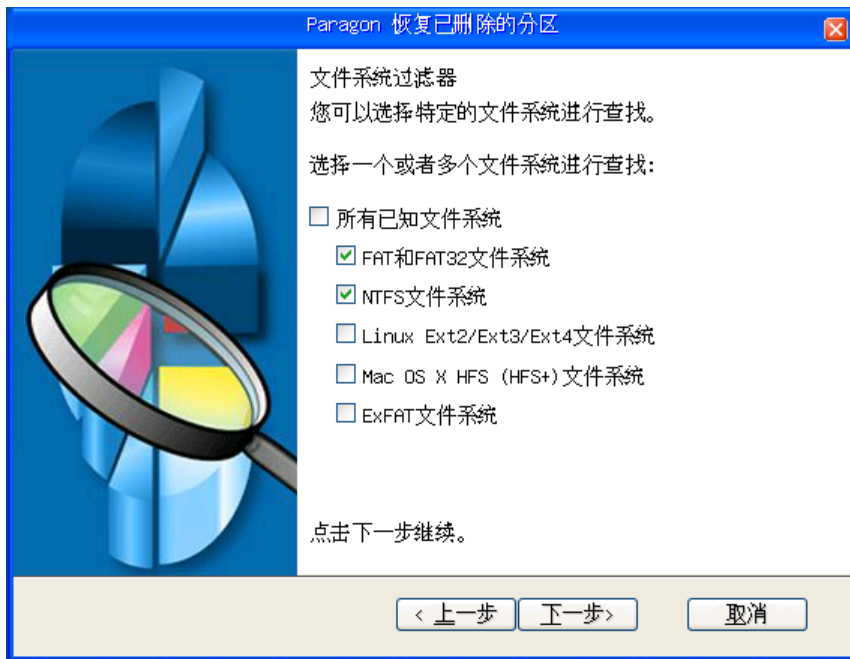 Paragon 恢复已删除的分区
文件系统过滤器
您可以选择特定的文件系统进行查找。
选择一个或者多个文件系统进行查找:
所有已知文件系统
FAT和FAT32文件系统
NTFS文件系统
Linux Ext2/Ext3/Ext4文件系统
Mac OS X HFS (HFS+)文件系统
ExFAT文件系统
点击下一步继续。
< 上一步 下一步> 取消